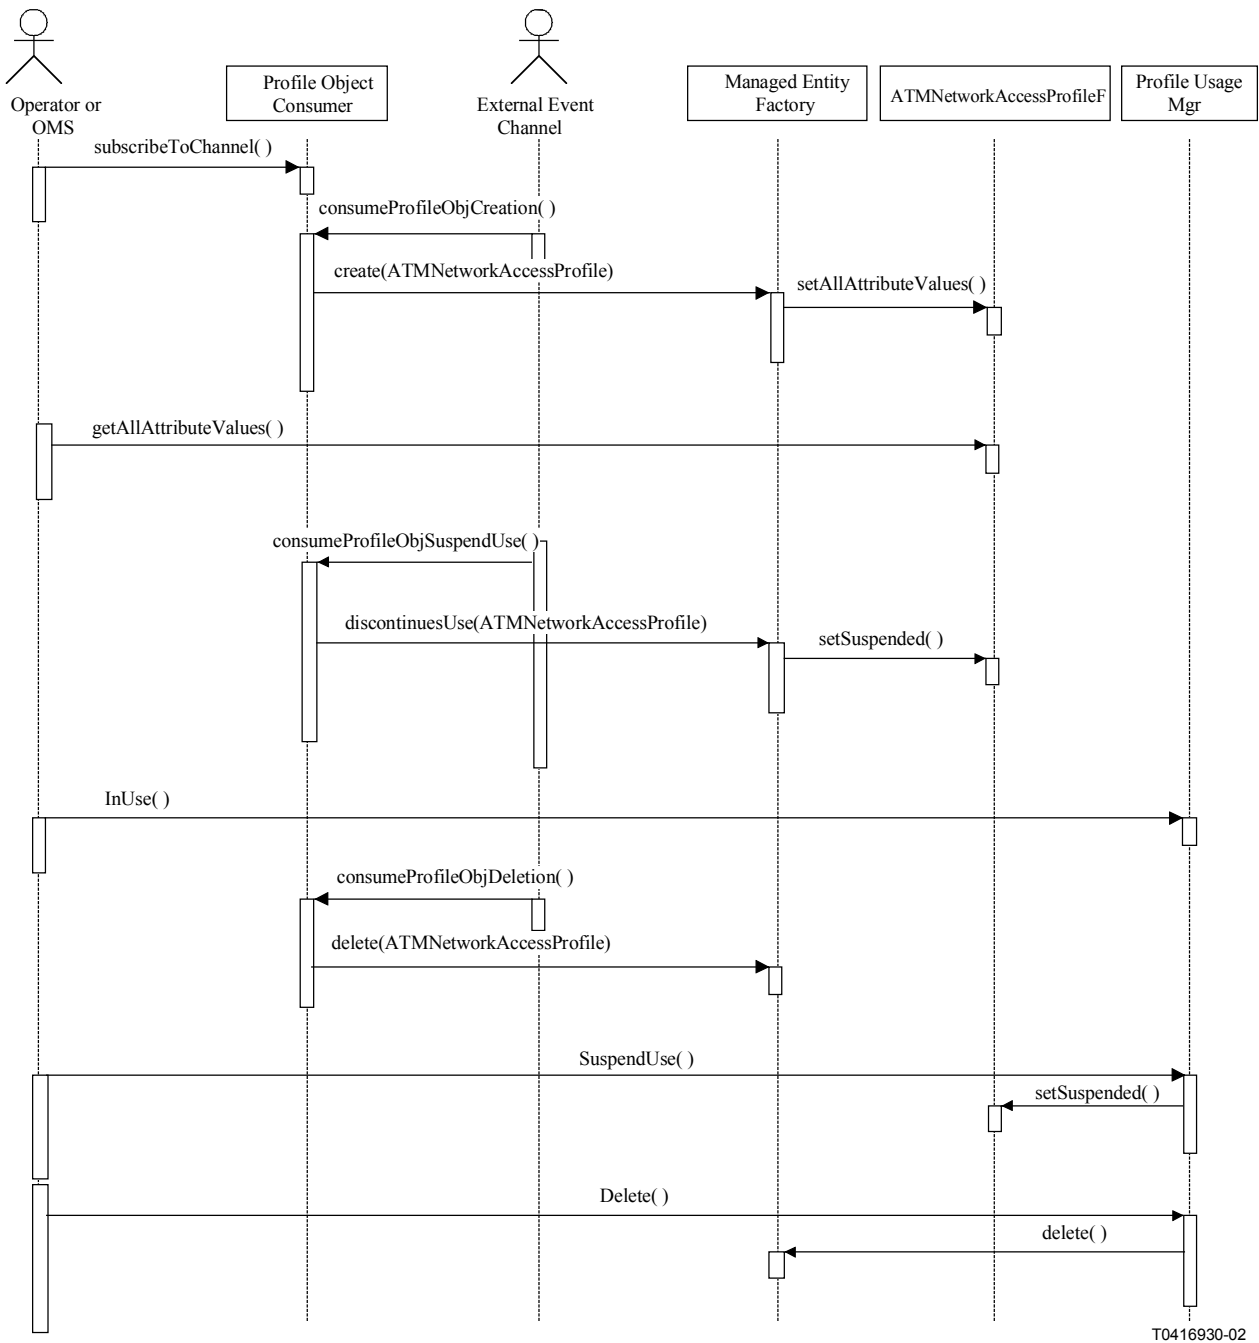 Operator or
OMS
Profile Object
Consumer
External Event
Channel
Managed Entity
Factory
ATMNetworkAccessProfileF
Profile Usage
Mgr
subscribeToChannel( )
consumeProfileObjCreation( )
create(ATMNetworkAccessProfile)
setAllAttributeValues( )
getAllAttributeValues( )
consumeProfileObjSuspendUse( )
discontinuesUse(ATMNetworkAccessProfile)
setSuspended( )
InUse( )
consumeProfileObjDeletion( )
delete(ATMNetworkAccessProfile)
SuspendUse( )
setSuspended( )
Delete( )
delete( )
T0416930-02